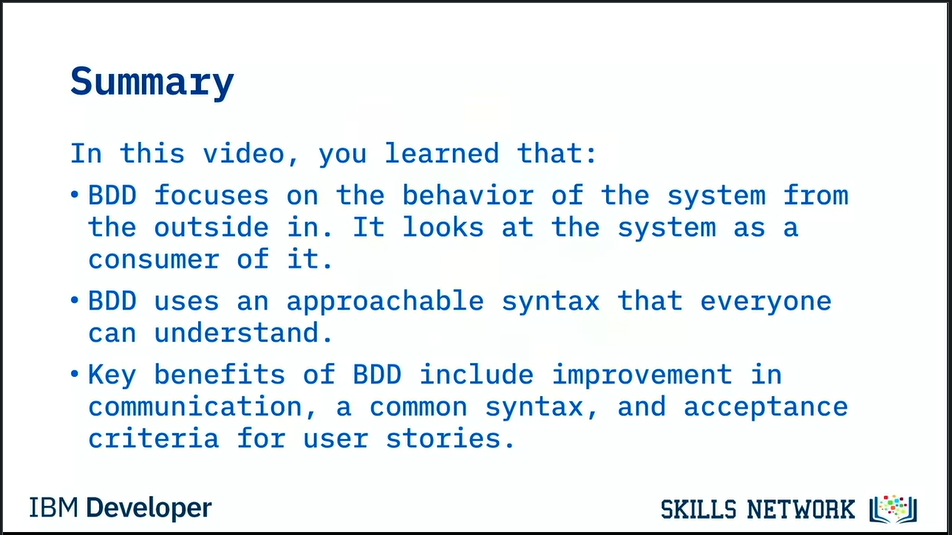 Summary
In this video, you learned that:
• BDD focuses on the behavior of the system from
the outside in. It looks at the system as a
consumer of it.
• BDD uses an approachable syntax that everyone
can understand.
• Key benefits of BDD include improvement in
communication, a common syntax, and acceptance
criteria for user stories.
IBM Developer
SKILLS NETWORK